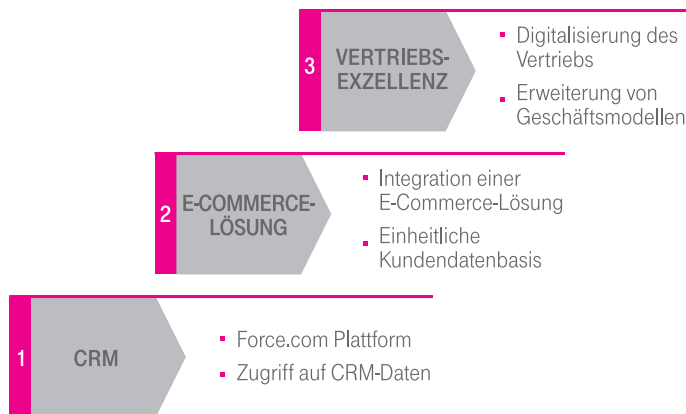 3
VERTRIEBS-
EXZELLENZ
Digitalisierung des
Vertriebs
Erweiterung von
Geschäftsmodellen
2
E-COMMERCE-
LÖSUNG
Integration einer
E-Commerce-Lösung
Einheitliche
Kundendatenbasis
1
CRM
Force.com Plattform
Zugriff auf CRM-Daten